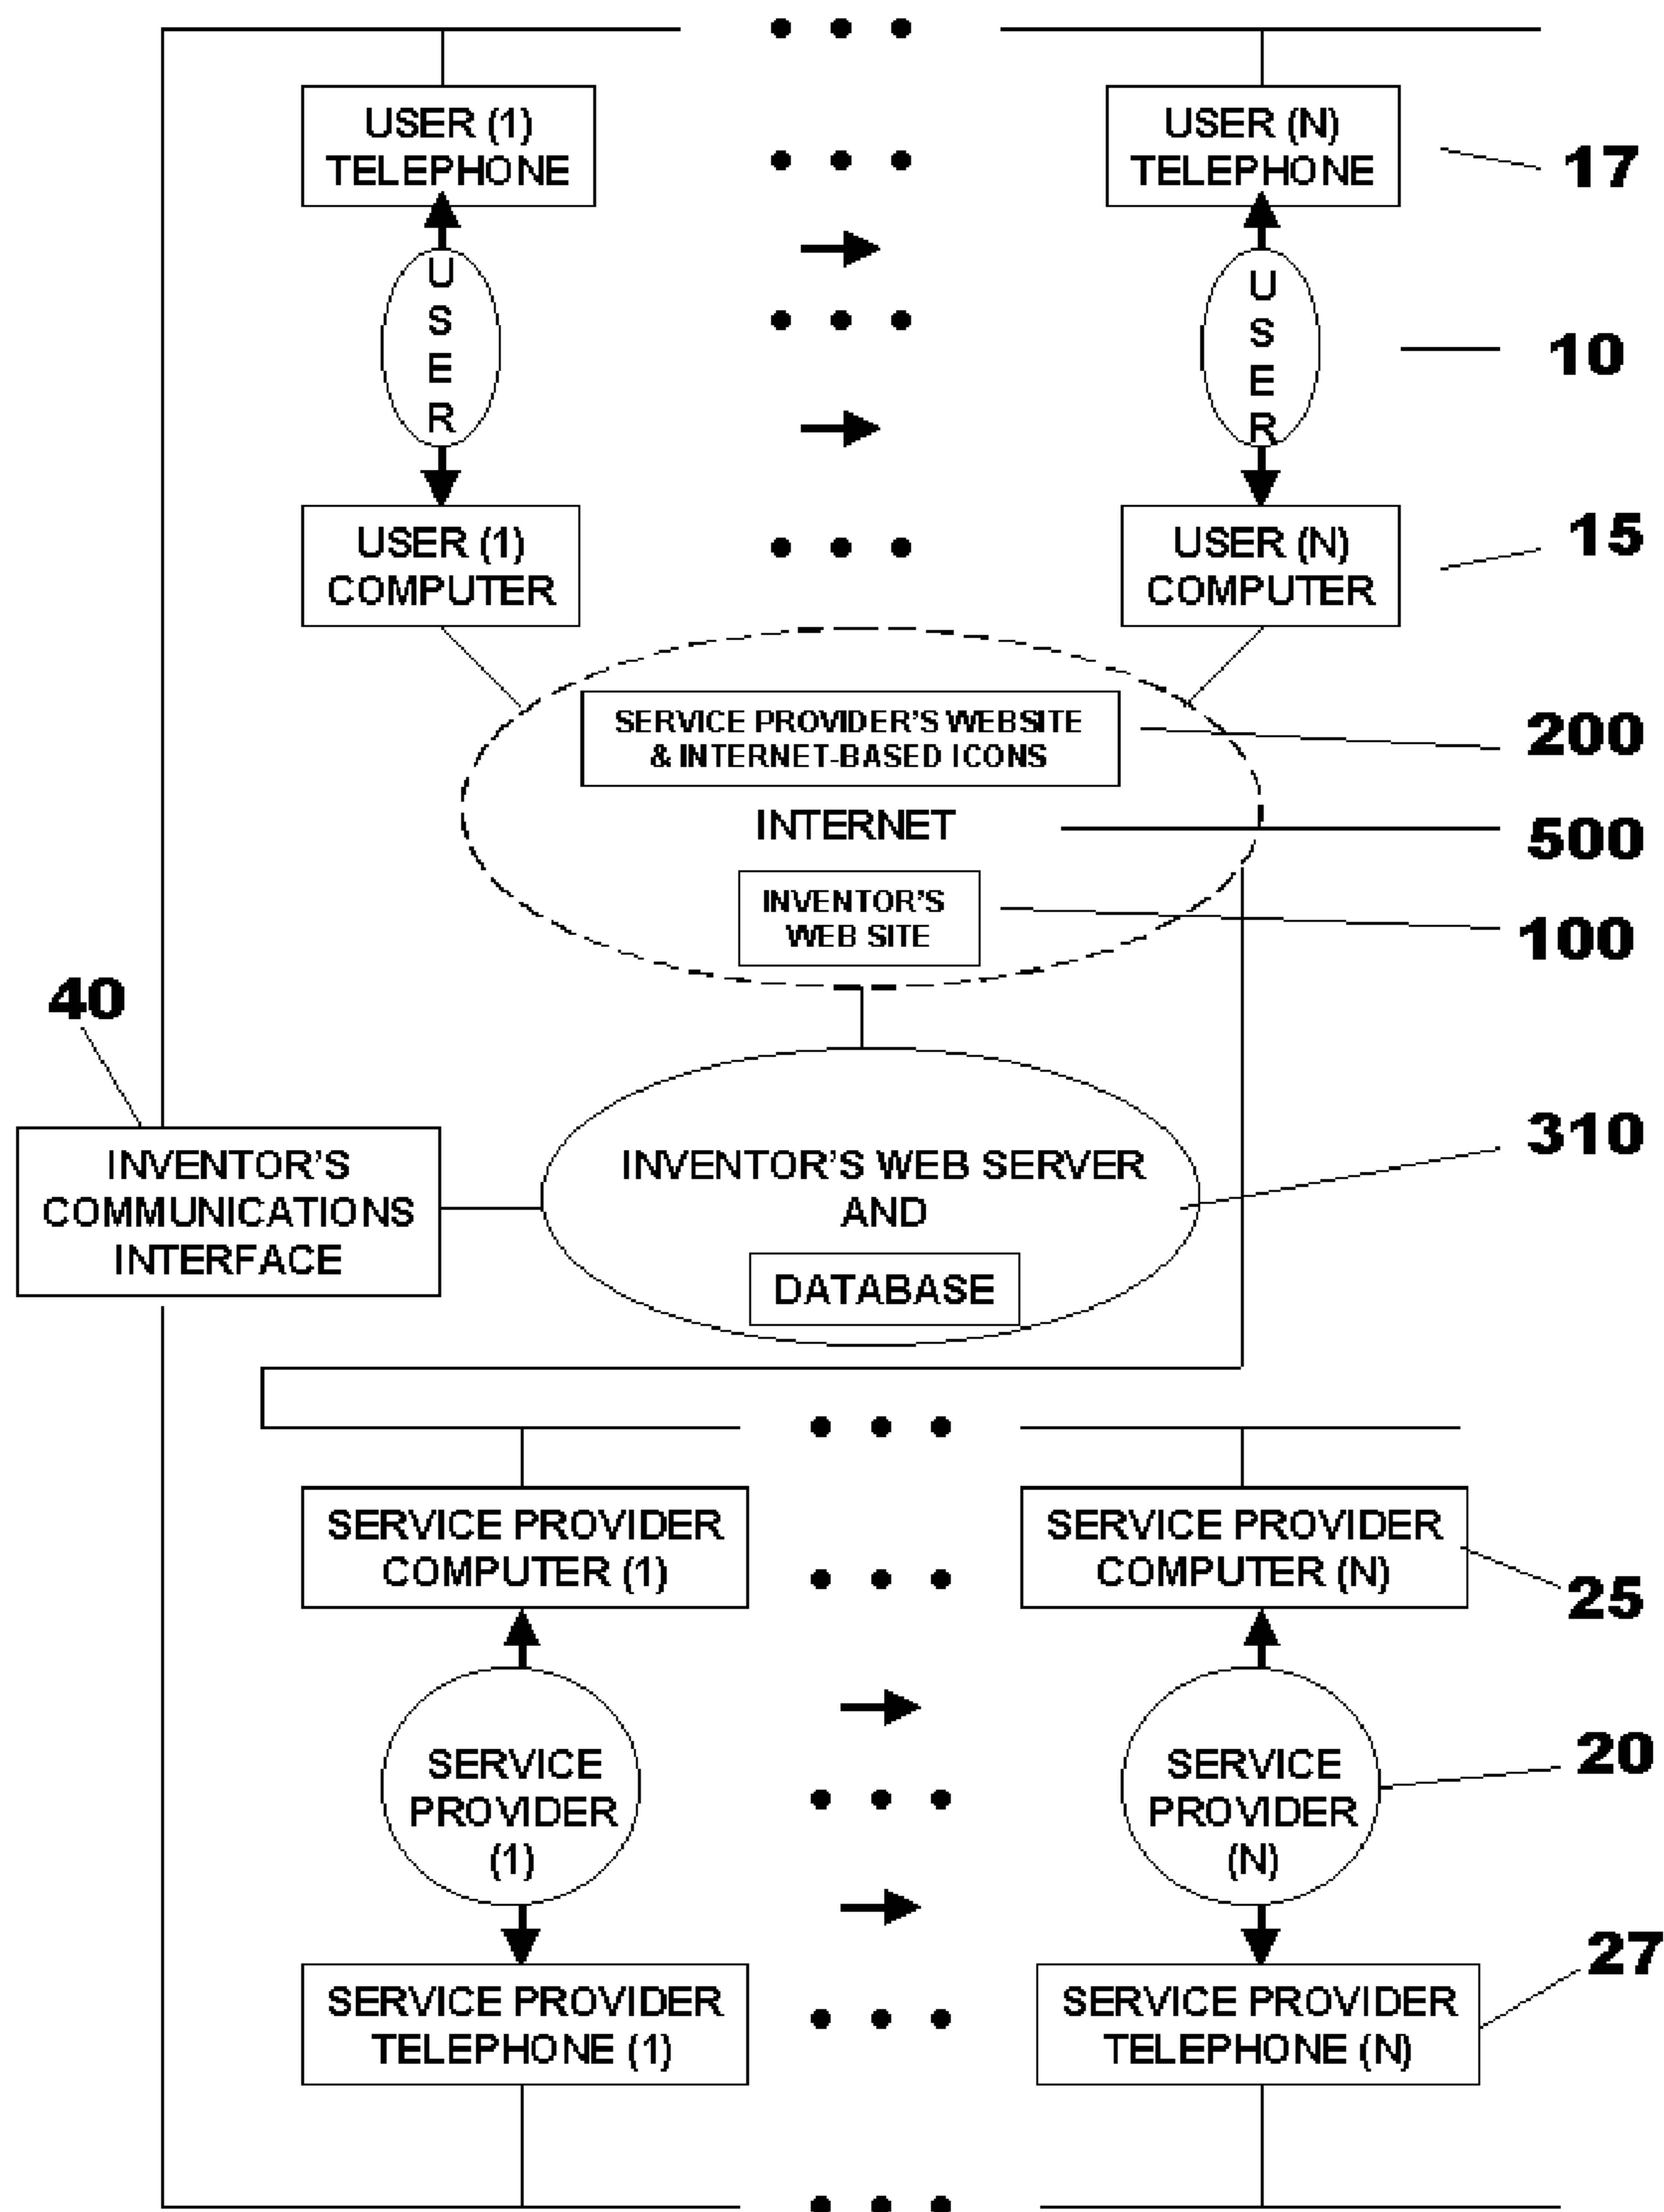 USER (1)
TELEPHONE
USER (N)
TELEPHONE
17
U
S
E
R
U
S
E
R
10
USER (1)
COMPUTER
USER (N)
COMPUTER
15
SERVICE PROVIDER'S WEBSITE
& INTERNET-BASED ICONS
200
INTERNET
500
INVENTOR'S
WEB SITE
100
40
INVENTOR'S
COMMUNICATIONS
INTERFACE
INVENTOR'S WEB SERVER
AND
DATABASE
310
SERVICE PROVIDER
COMPUTER (1)
SERVICE PROVIDER
COMPUTER (N)
25
SERVICE
PROVIDER
(1)
SERVICE
PROVIDER
(N)
20
SERVICE PROVIDER
TELEPHONE (1)
SERVICE PROVIDER
TELEPHONE (N)
27